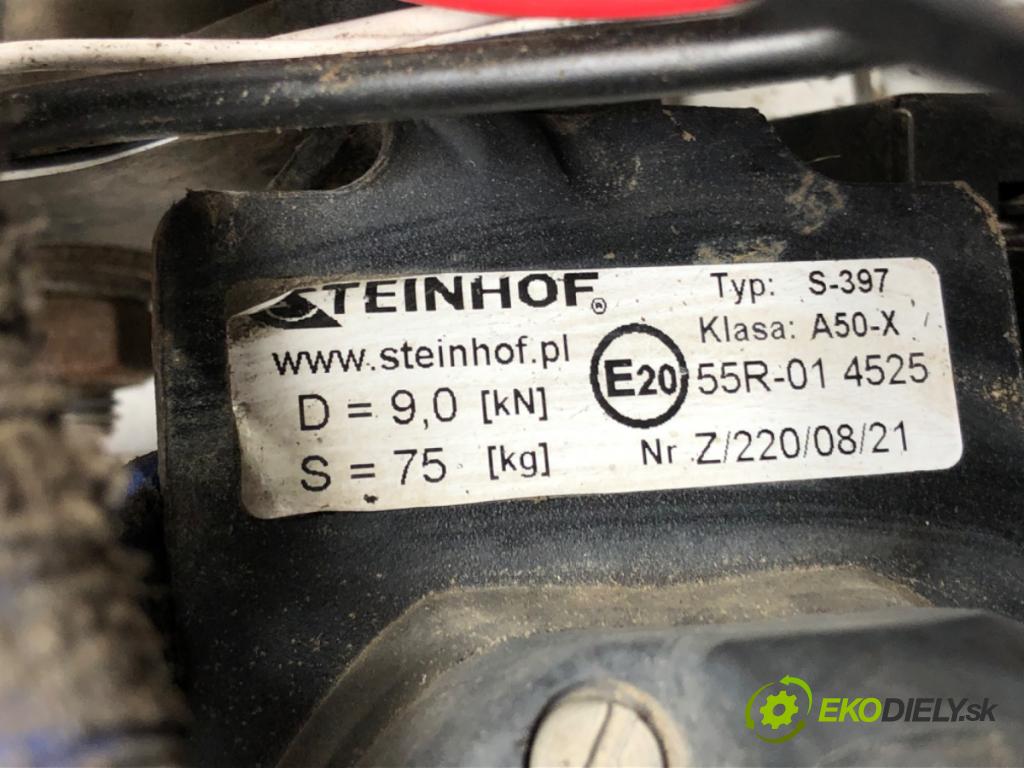 STEINHOF®
www.steinhof.pl
D = 9,0 [kN]
S = 75 [kg]
Typ: S-397
Klasa: A50-X
E20 55R-01 4525
Nr Z/220/08/21
EKODIELY.sk